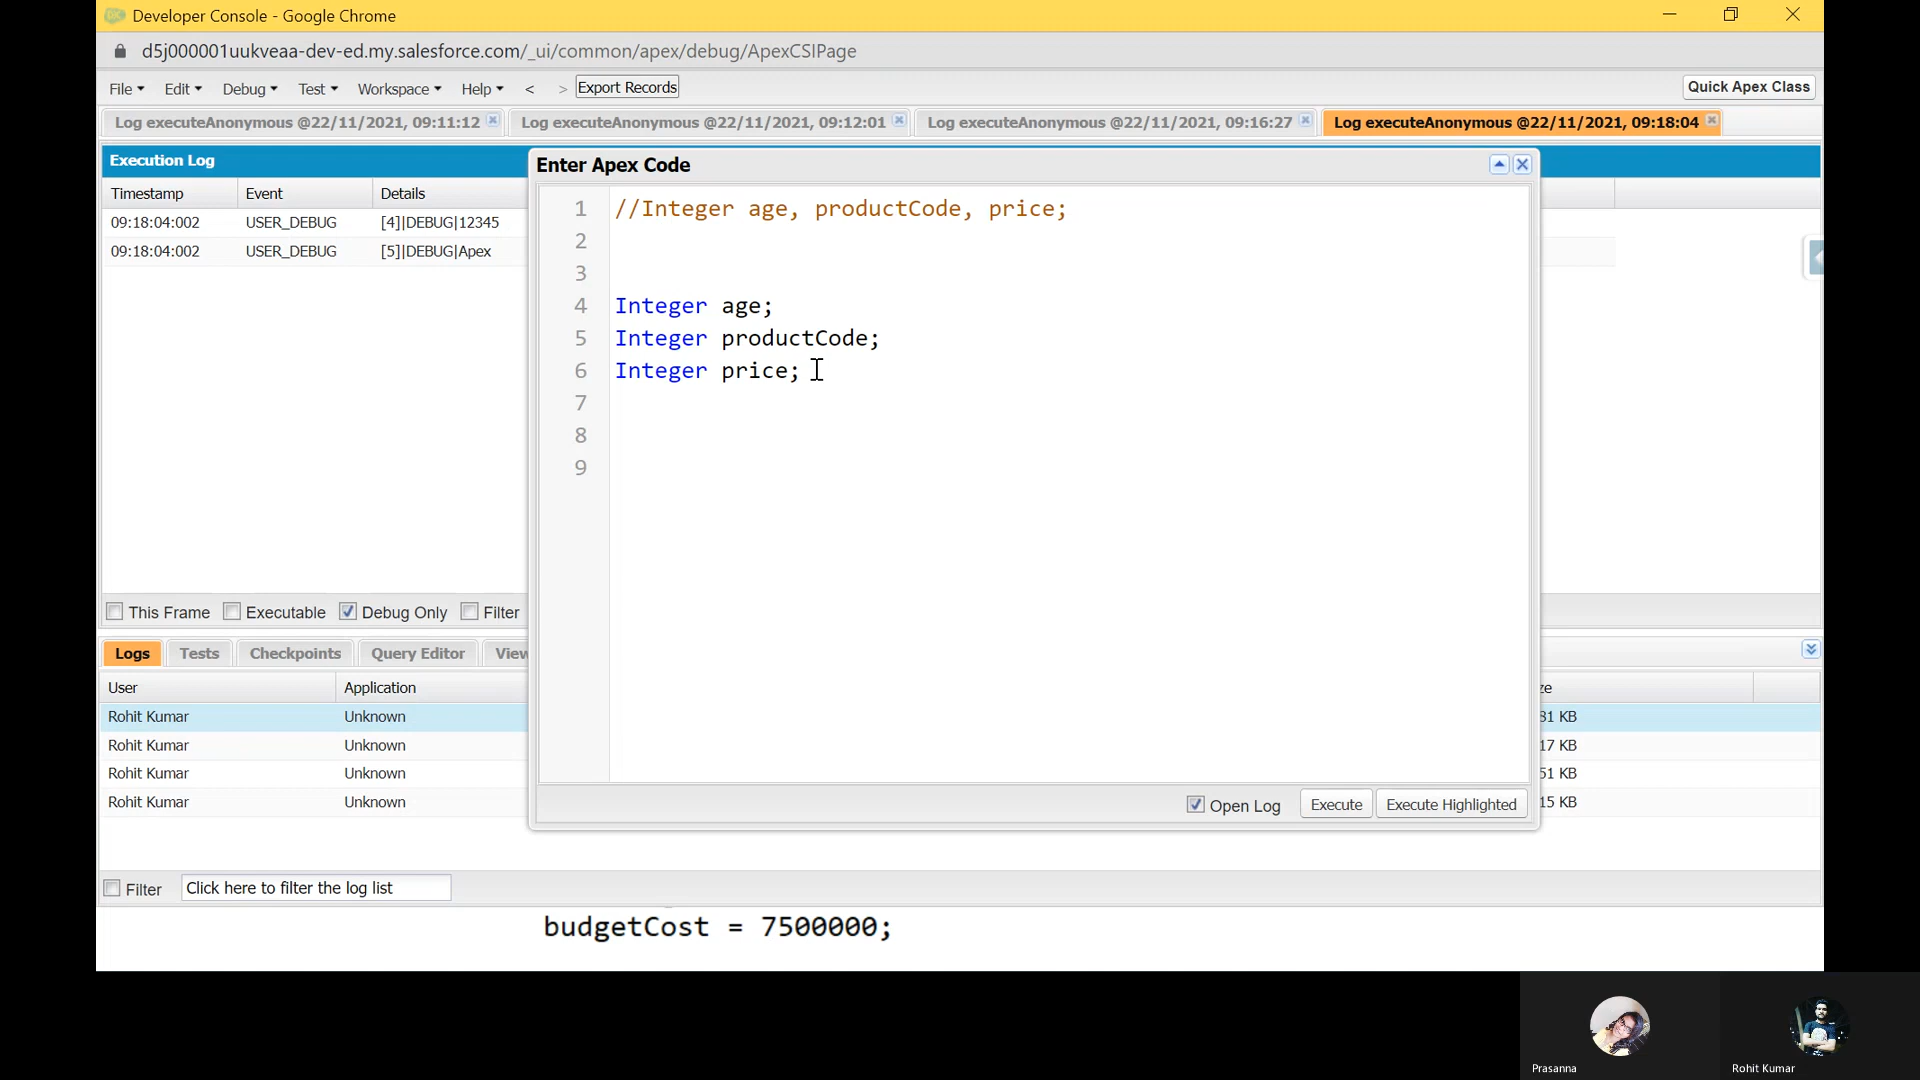 Developer Console - Google Chrome
d5j000001uukveaa-dev-ed.my.salesforce.com/_ui/common/apex/debug/ApexCSIPage
File Edit Debug Test Workspace Help < > Export Records Quick Apex Class
Log executeAnonymous @22/11/2021, 09:11:12 Log executeAnonymous @22/11/2021, 09:12:01 Log executeAnonymous @22/11/2021, 09:16:27 Log executeAnonymous @22/11/2021, 09:18:04
Execution Log
Timestamp Event Details
09:18:04:002 USER_DEBUG [4]|DEBUG|12345
09:18:04:002 USER_DEBUG [5]|DEBUG|Apex
Enter Apex Code
1 //Integer age, productCode, price;
2
3
4 Integer age;
5 Integer productCode;
6 Integer price;
7
8
9
Open Log Execute Execute Highlighted
This Frame Executable Debug Only Filter
Logs Tests Checkpoints Query Editor View
User Application ze
Rohit Kumar Unknown 81 KB
Rohit Kumar Unknown 17 KB
Rohit Kumar Unknown 51 KB
Rohit Kumar Unknown 15 KB
Filter Click here to filter the log list
budgetCost = 7500000;
Prasanna Rohit Kumar